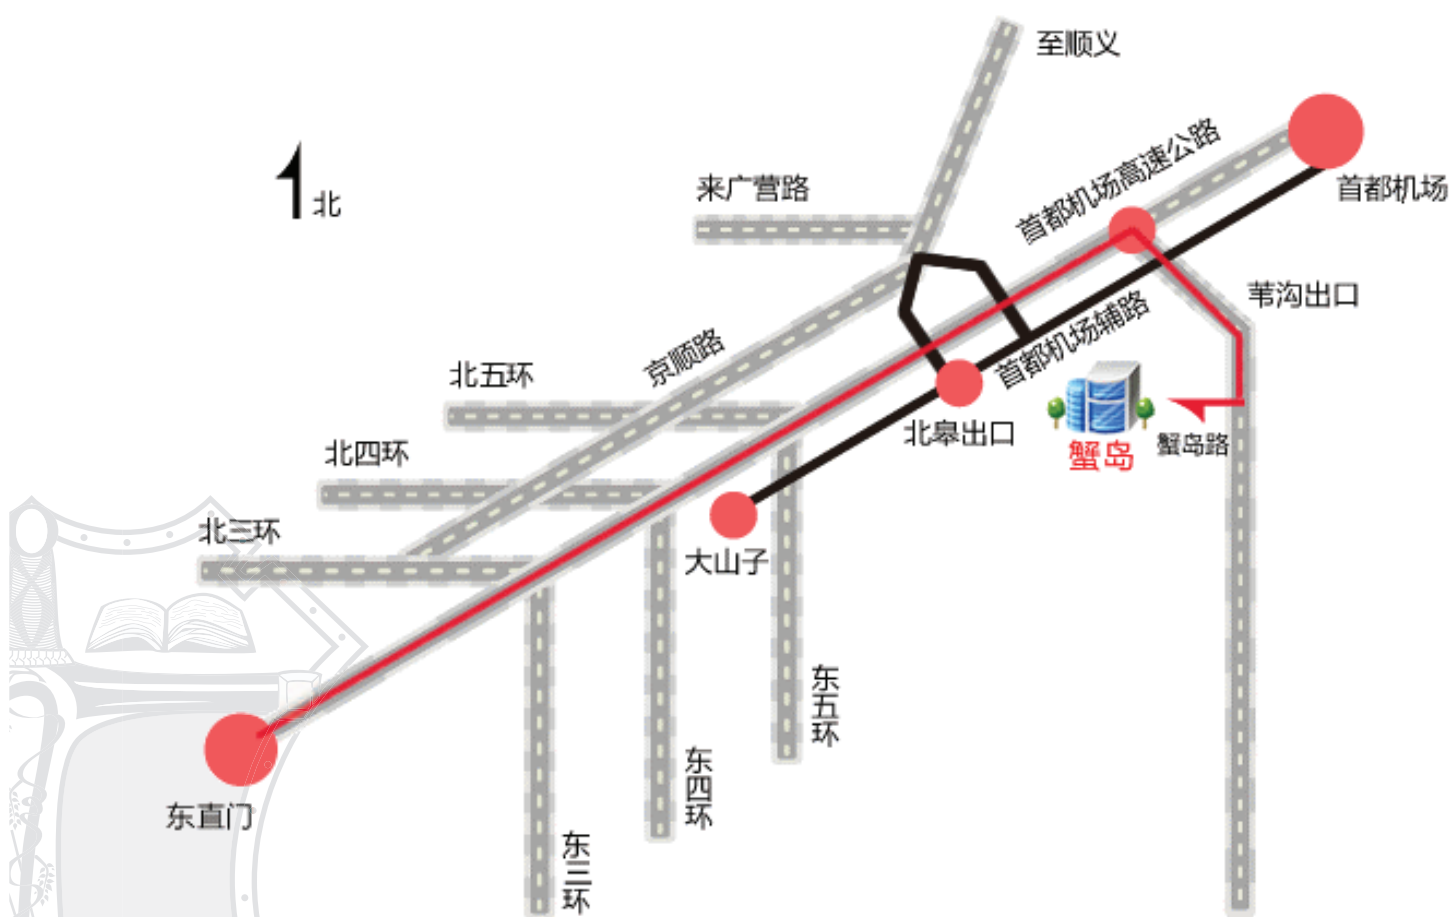 至顺义
首都机场高速公路
来广营路
首都机场
北
苇沟出口
首都机场辅路
京顺路
北五环
北皋出口
蟹岛
蟹岛路
北四环
北三环
大山子
东五环
东四环
东直门
东三环